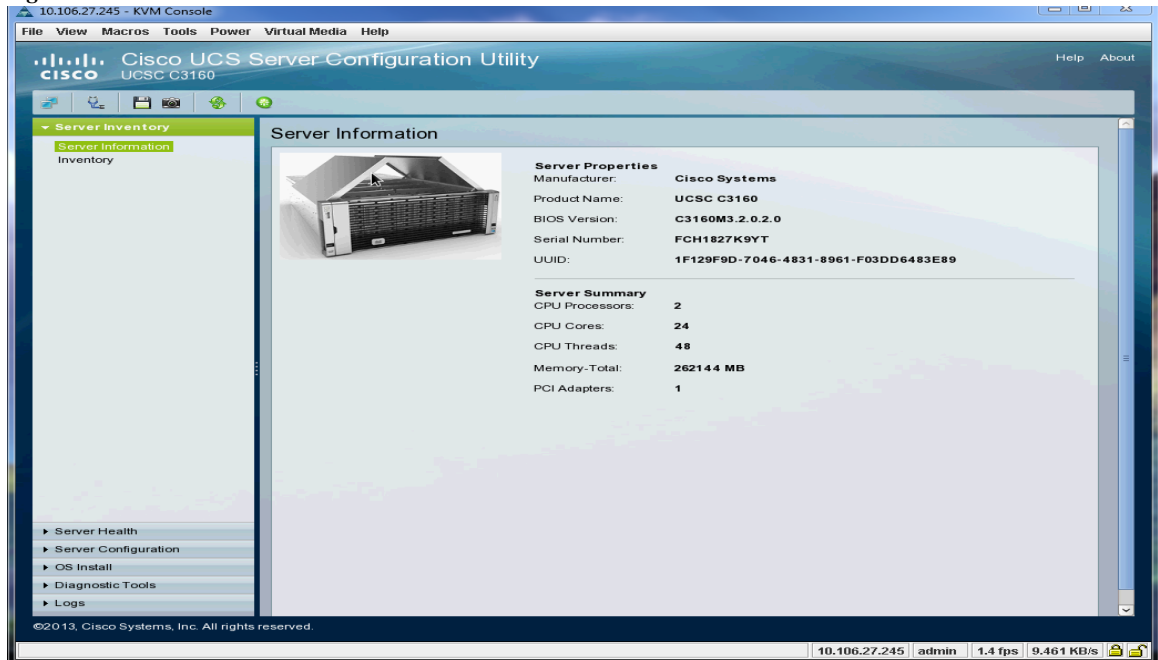 10.106.27.245 - KVM Console
File View Macros Tools Power Virtual Media Help
CISCO
Cisco UCS Server Configuration Utility
UCSC C3160
Help About
Server Inventory
Server Information
Inventory
Server Information
Server Properties
Manufacturer: Cisco Systems
Product Name: UCSC C3160
BIOS Version: C3160M3.2.0.2.0
Serial Number: FCH1827K9YT
UUID: 1F129F9D-7046-4831-8961-F03DD6483E89
Server Summary
CPU Processors: 2
CPU Cores: 24
CPU Threads: 48
Memory-Total: 262144 MB
PCI Adapters: 1
Server Health
Server Configuration
OS Install
Diagnostic Tools
Logs
©2013, Cisco Systems, Inc. All rights reserved.
10.106.27.245 admin 1.4 fps 9.461 KB/s